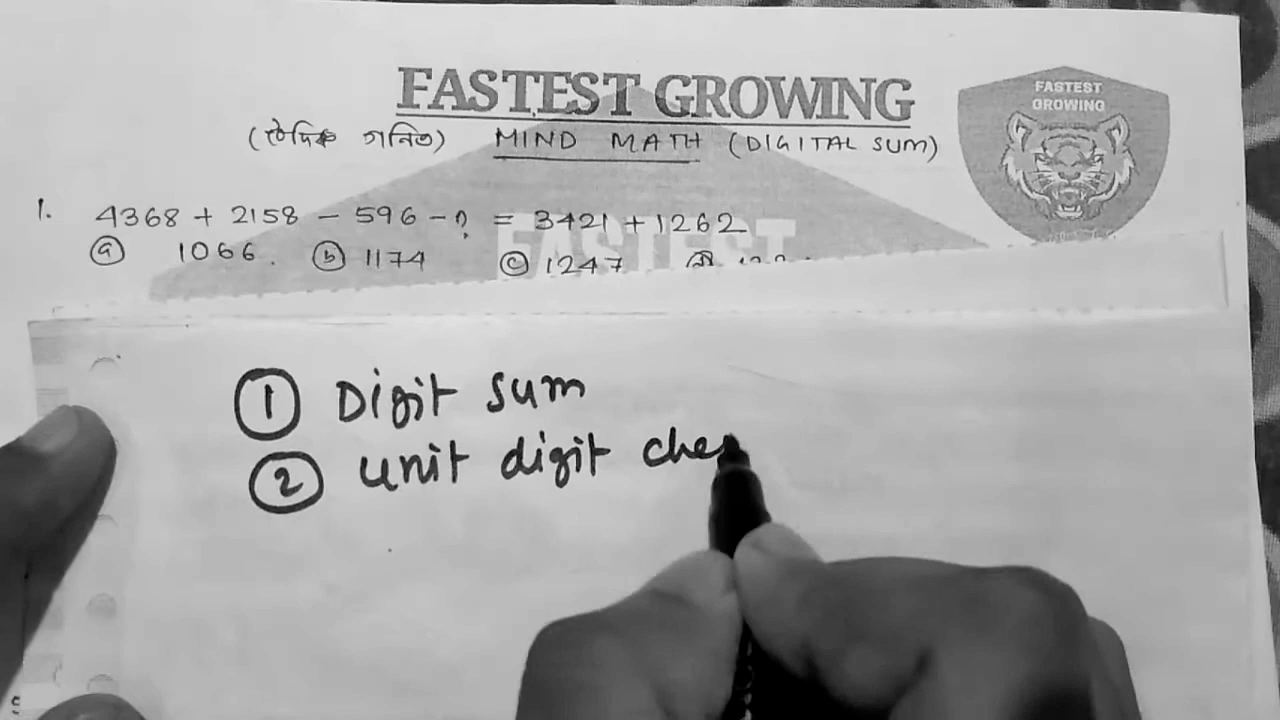 FASTEST GROWING
FASTEST
GROWING
(বৈদিক গনিত) MIND MATH (DIGITAL SUM)
1. 4368 + 2158 - 596 - ? = 3421 + 1262
ⓐ 1066. ⓑ 1174 ⓒ 1247
FASTEST
① Digit sum
② unit digit che